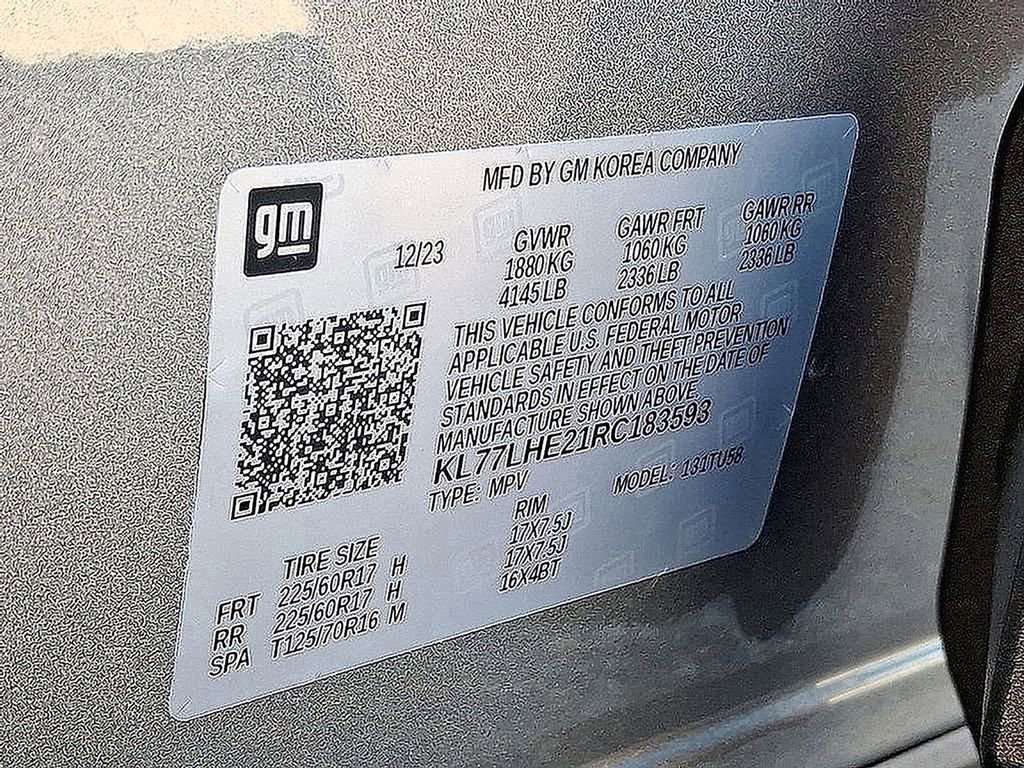 gm
MFD BY GM KOREA COMPANY
12/23
GVWR GAWR FRT GAWR RR
1880 KG 1060 KG 1060 KG
4145 LB 2336 LB 2336 LB
THIS VEHICLE CONFORMS TO ALL
APPLICABLE U.S. FEDERAL MOTOR
VEHICLE SAFETY AND THEFT PREVENTION
STANDARDS IN EFFECT ON THE DATE OF
MANUFACTURE SHOWN ABOVE.
KL77LHE21RC183593
TYPE: MPV MODEL: 131TU58
TIRE SIZE RIM
FRT 225/60R17 H 17X7.5J
RR 225/60R17 H 17X7.5J
SPA T125/70R16 M 16X4BT